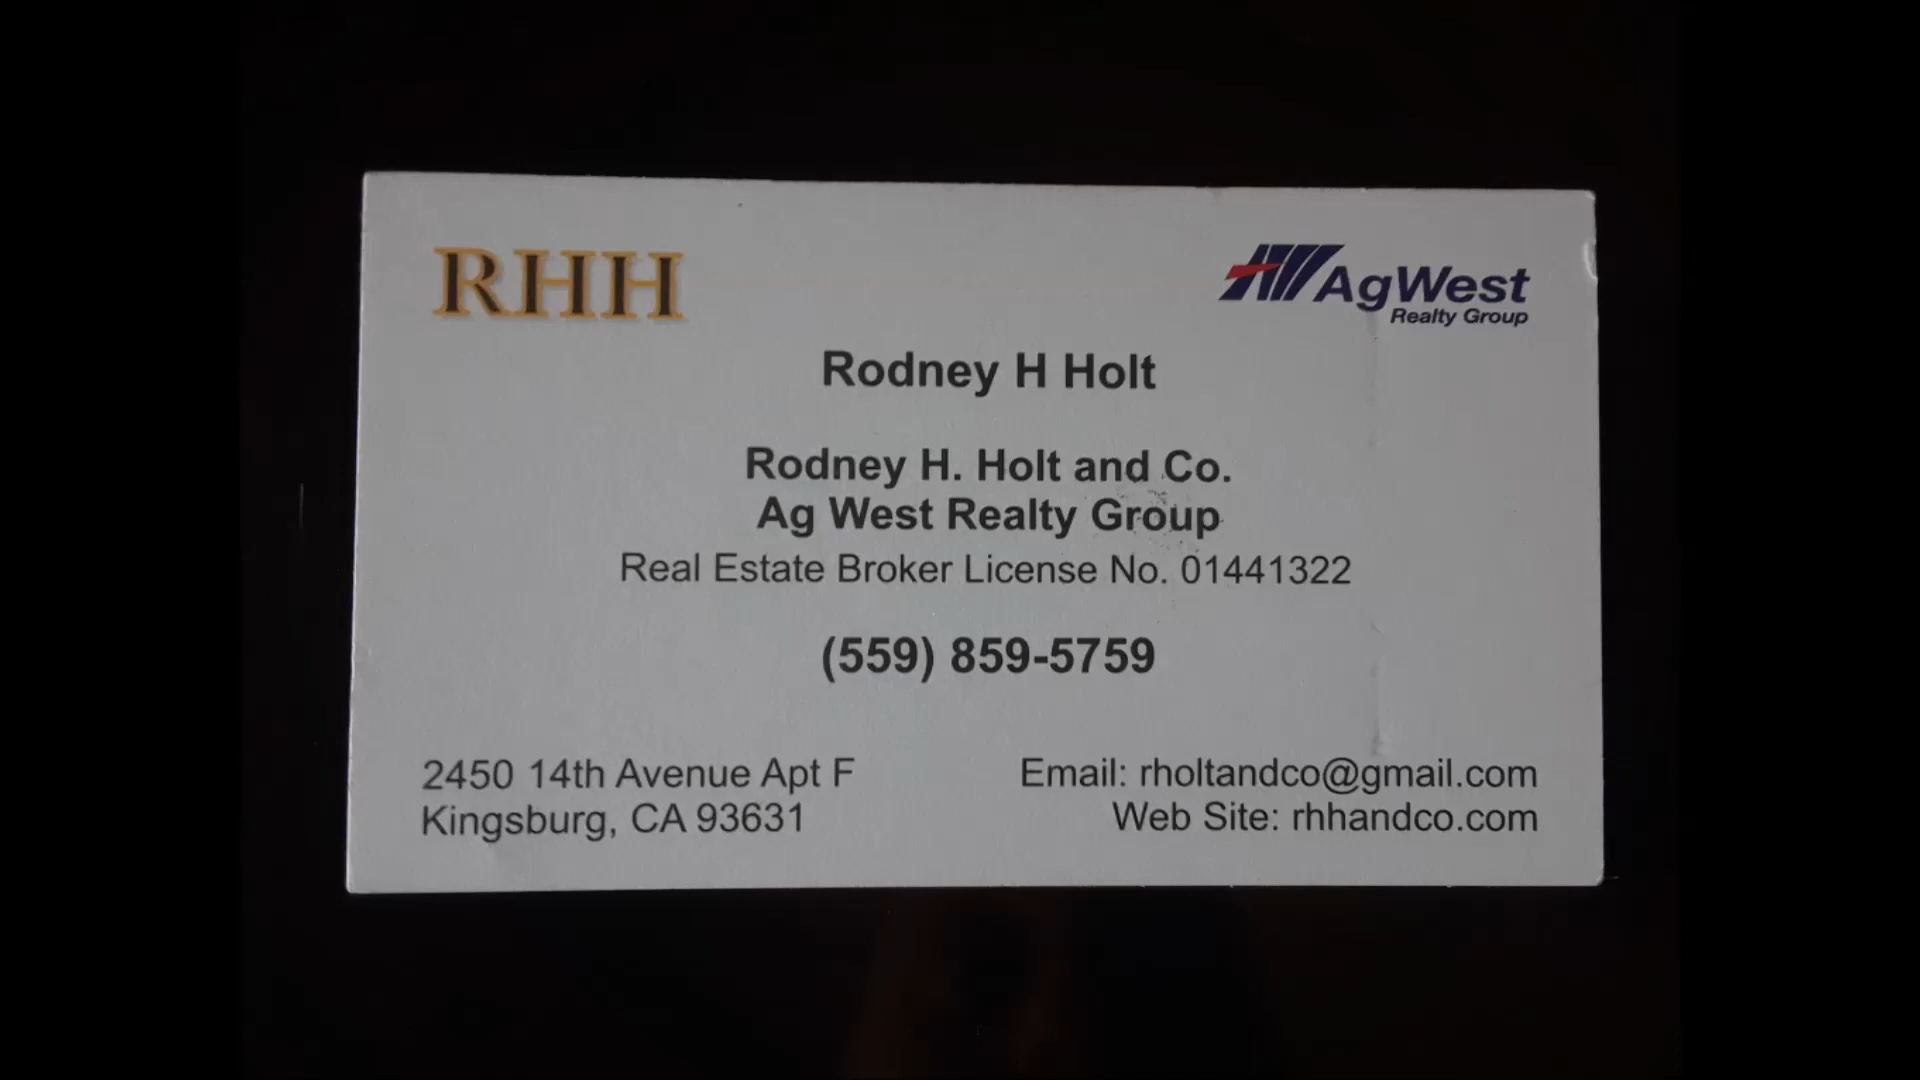 RHH
AgWest
Realty Group
Rodney H Holt
Rodney H. Holt and Co.
Ag West Realty Group
Real Estate Broker License No. 01441322
(559) 859-5759
2450 14th Avenue Apt F
Kingsburg, CA 93631
Email: rholtandco@gmail.com
Web Site: rhhandco.com